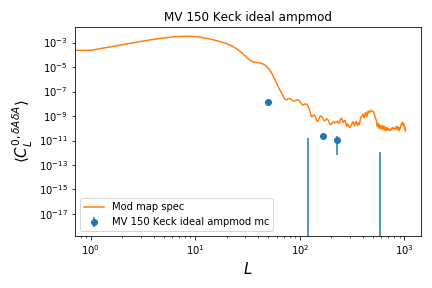 MV 150 Keck ideal ampmod
10⁻³
10⁻⁵
10⁻⁷
10⁻⁹
10⁻¹¹
10⁻¹³
10⁻¹⁵
10⁻¹⁷
⟨C_L^{0, δAδA}⟩
Mod map spec
MV 150 Keck ideal ampmod mc
10⁰ 10¹ 10² 10³
L